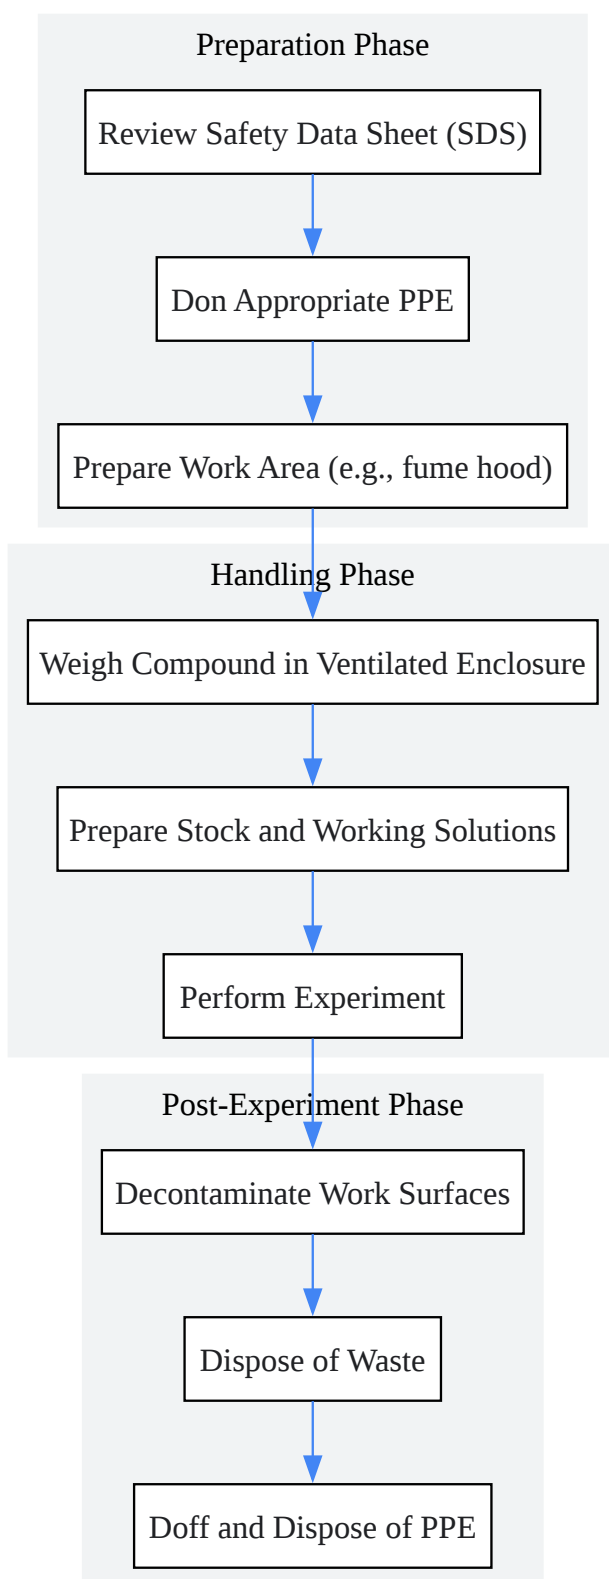 Preparation Phase
Review Safety Data Sheet (SDS)
Don Appropriate PPE
Prepare Work Area (e.g., fume hood)
Handling Phase
Weigh Compound in Ventilated Enclosure
Prepare Stock and Working Solutions
Perform Experiment
Post-Experiment Phase
Decontaminate Work Surfaces
Dispose of Waste
Doff and Dispose of PPE